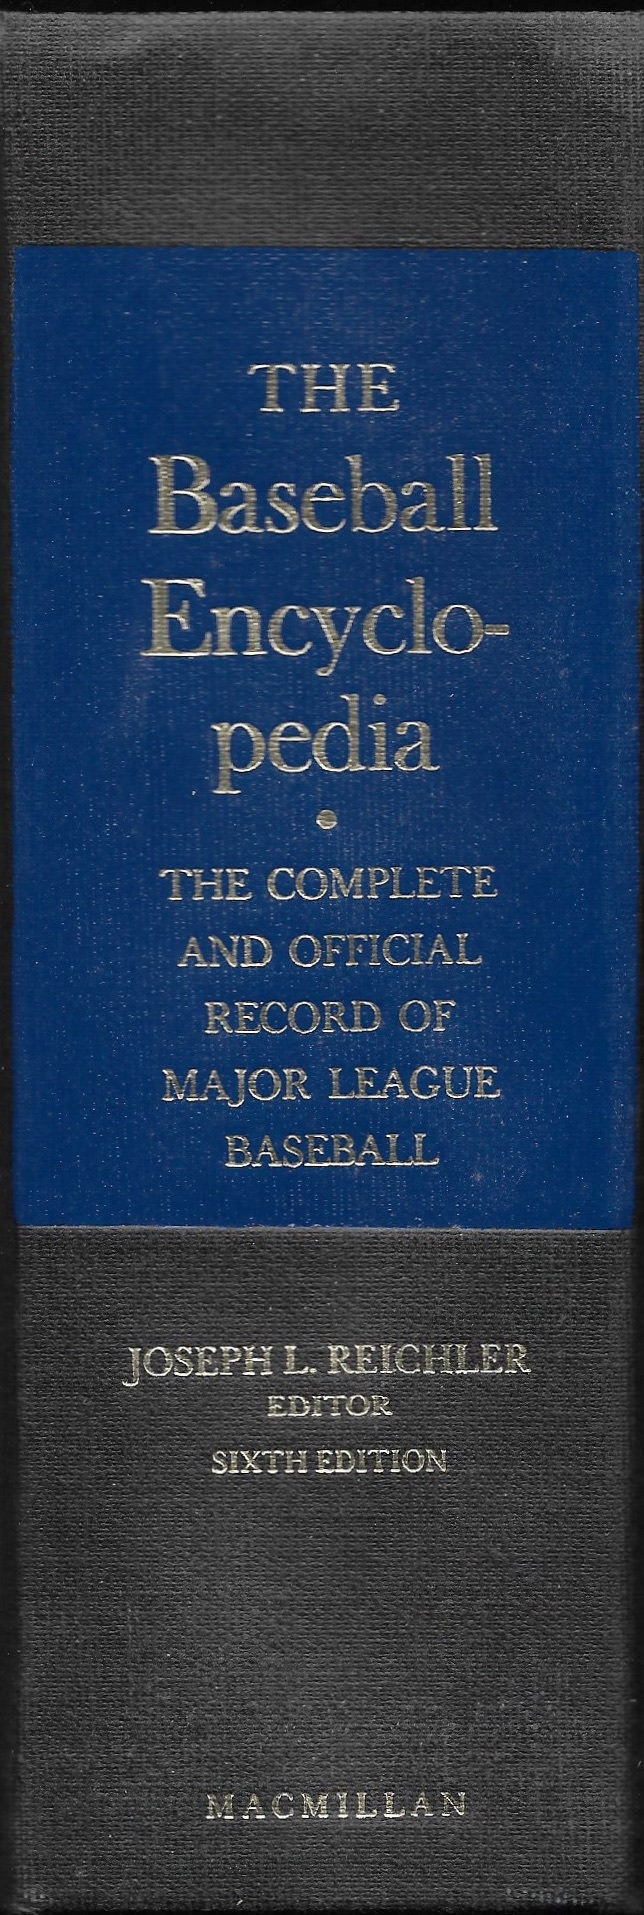 THE
Baseball
Encyclo-
pedia
•
THE COMPLETE
AND OFFICIAL
RECORD OF
MAJOR LEAGUE
BASEBALL
JOSEPH L. REICHLER
EDITOR
SIXTH EDITION
MACMILLAN